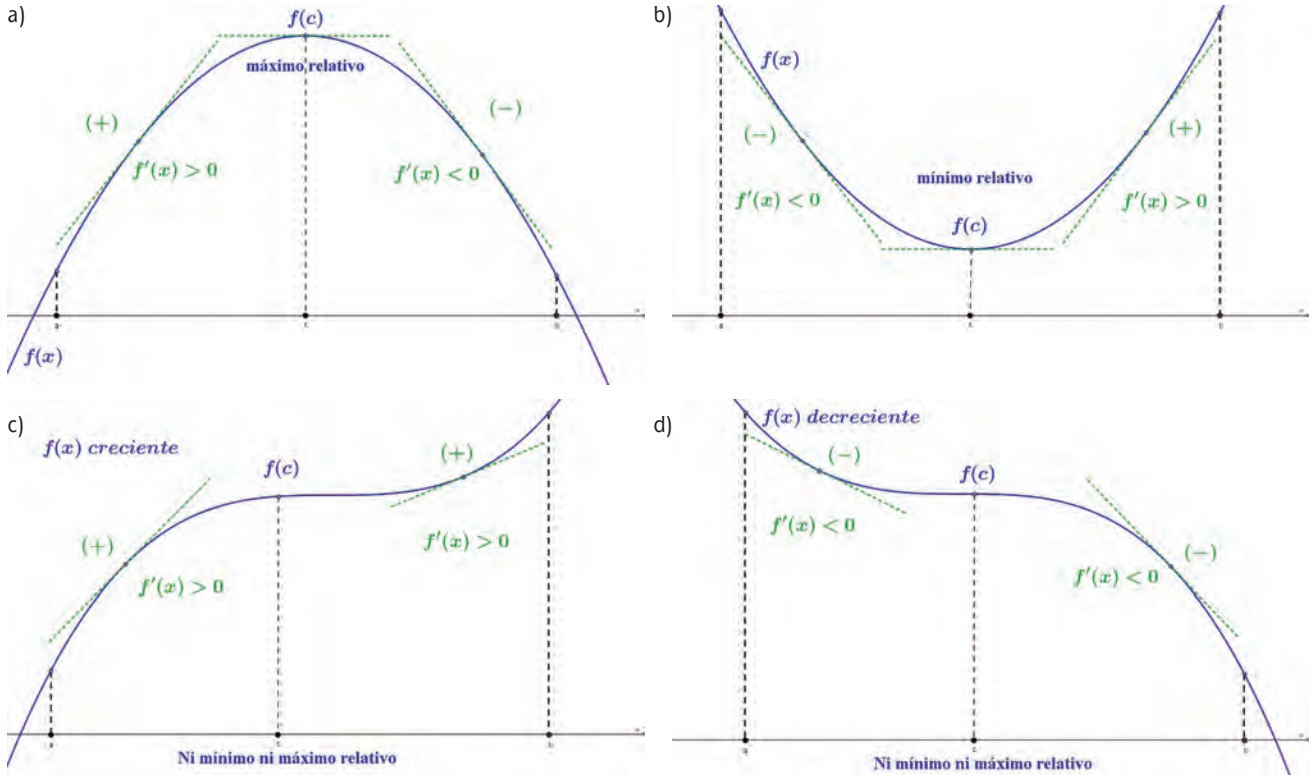 a)
f(c)
máximo relativo
(+)
(−)
f′(x) > 0
f′(x) < 0
a
c
b
f(x)
b)
f(x)
(−)
(+)
mínimo relativo
f′(x) < 0
f′(x) > 0
f(c)
a
c
b
c)
f(x) creciente
f(c)
(+)
(+)
f′(x) > 0
f′(x) > 0
a
c
b
Ni mínimo ni máximo relativo
d)
f(x) decreciente
(−)
f(c)
f′(x) < 0
(−)
f′(x) < 0
a
c
b
Ni mínimo ni máximo relativo